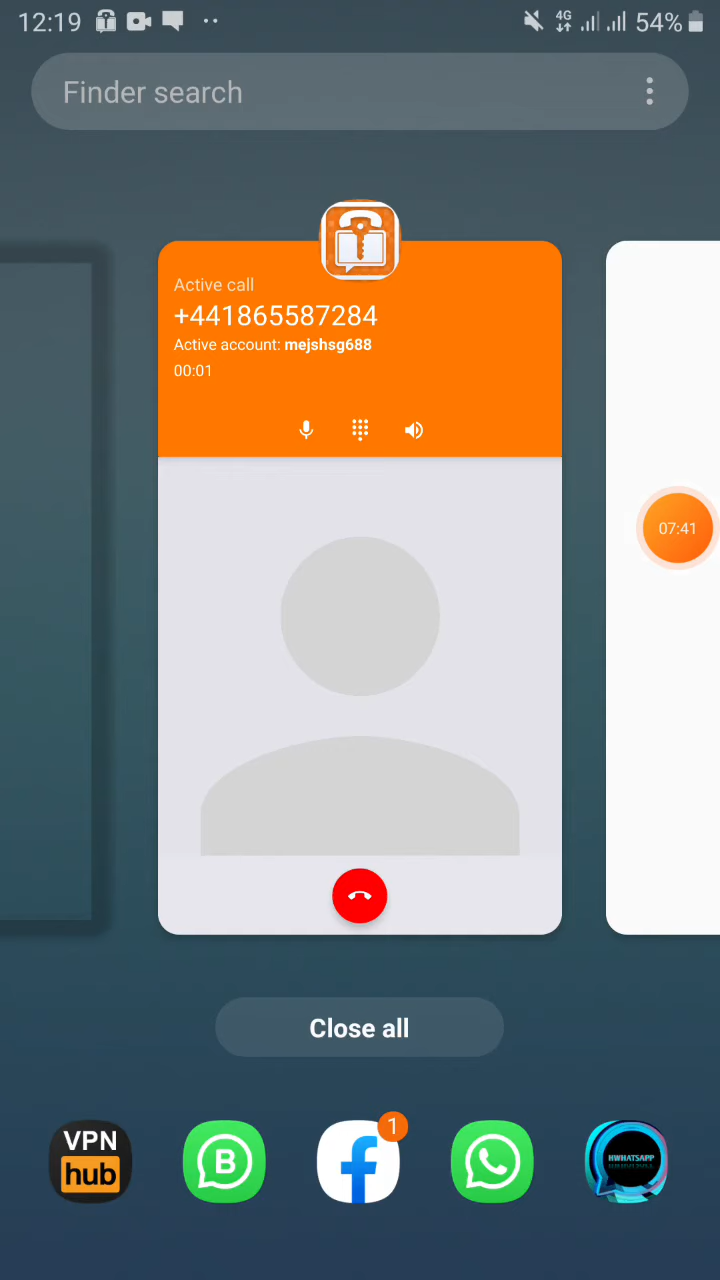 12:19
4G
54%
Finder search
Active call
+441865587284
Active account: mejshsg688
00:01
07:41
Close all
1
VPN
hub
B
HWHATSAPP